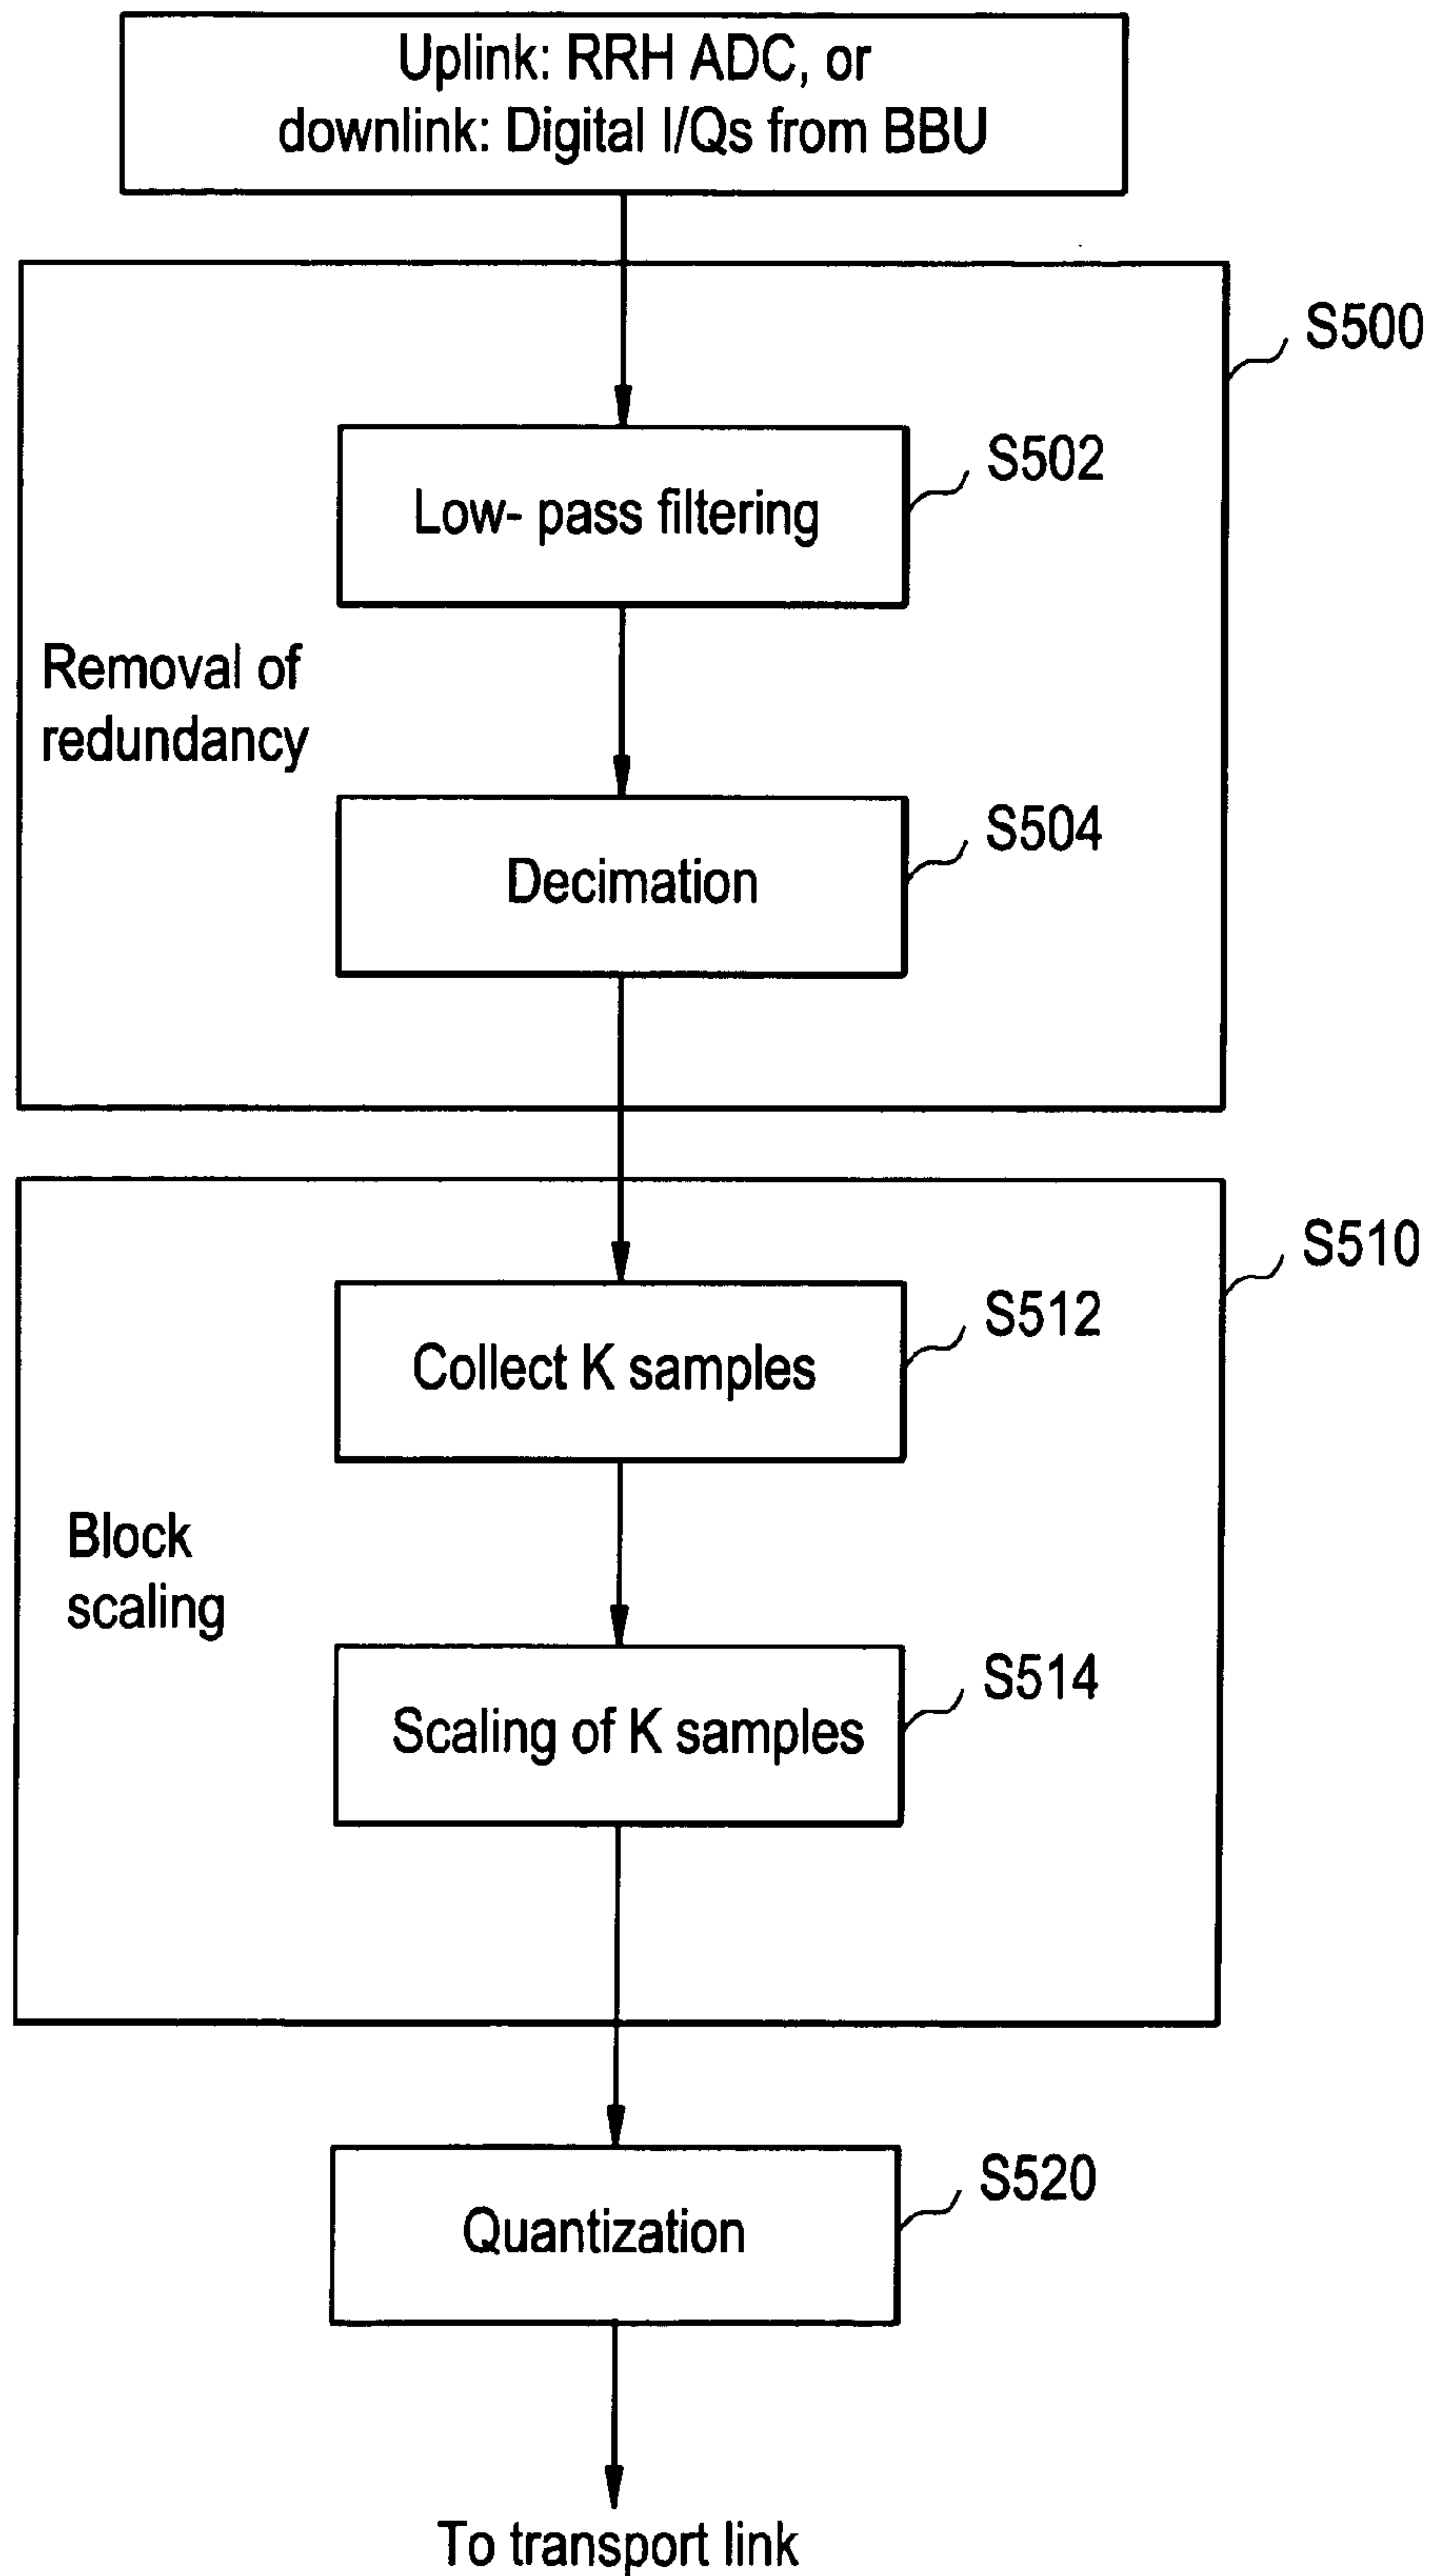 Uplink: RRH ADC, or
downlink: Digital I/Qs from BBU
S500
S502
Low- pass filtering
Removal of
redundancy
S504
Decimation
S510
S512
Collect K samples
Block
scaling
S514
Scaling of K samples
S520
Quantization
To transport link